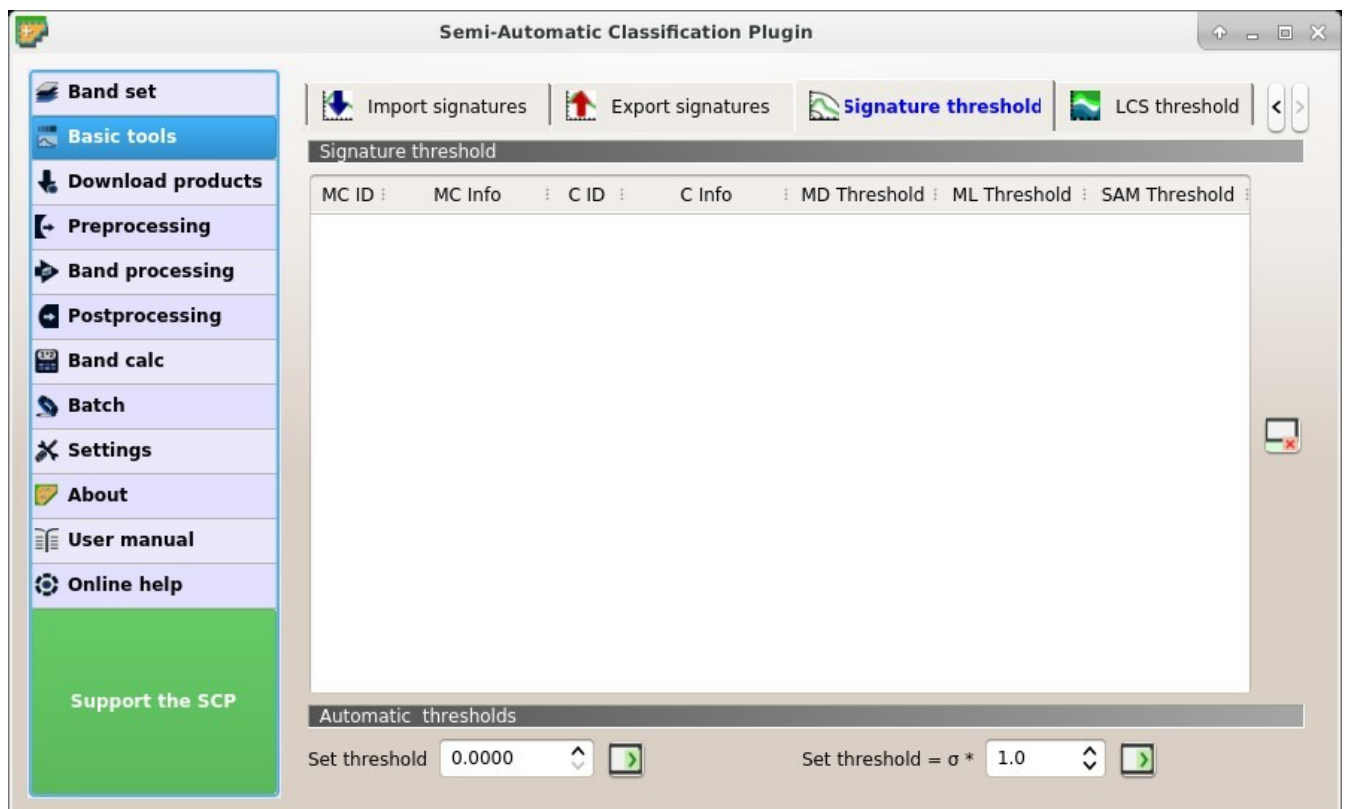 Semi-Automatic Classification Plugin
Band set
Basic tools
Download products
Preprocessing
Band processing
Postprocessing
Band calc
Batch
Settings
About
User manual
Online help
Support the SCP
Import signatures
Export signatures
Signature threshold
LCS threshold
< >
Signature threshold
MC ID MC Info C ID C Info MD Threshold ML Threshold SAM Threshold
Automatic thresholds
Set threshold 0.0000 Set threshold = σ * 1.0